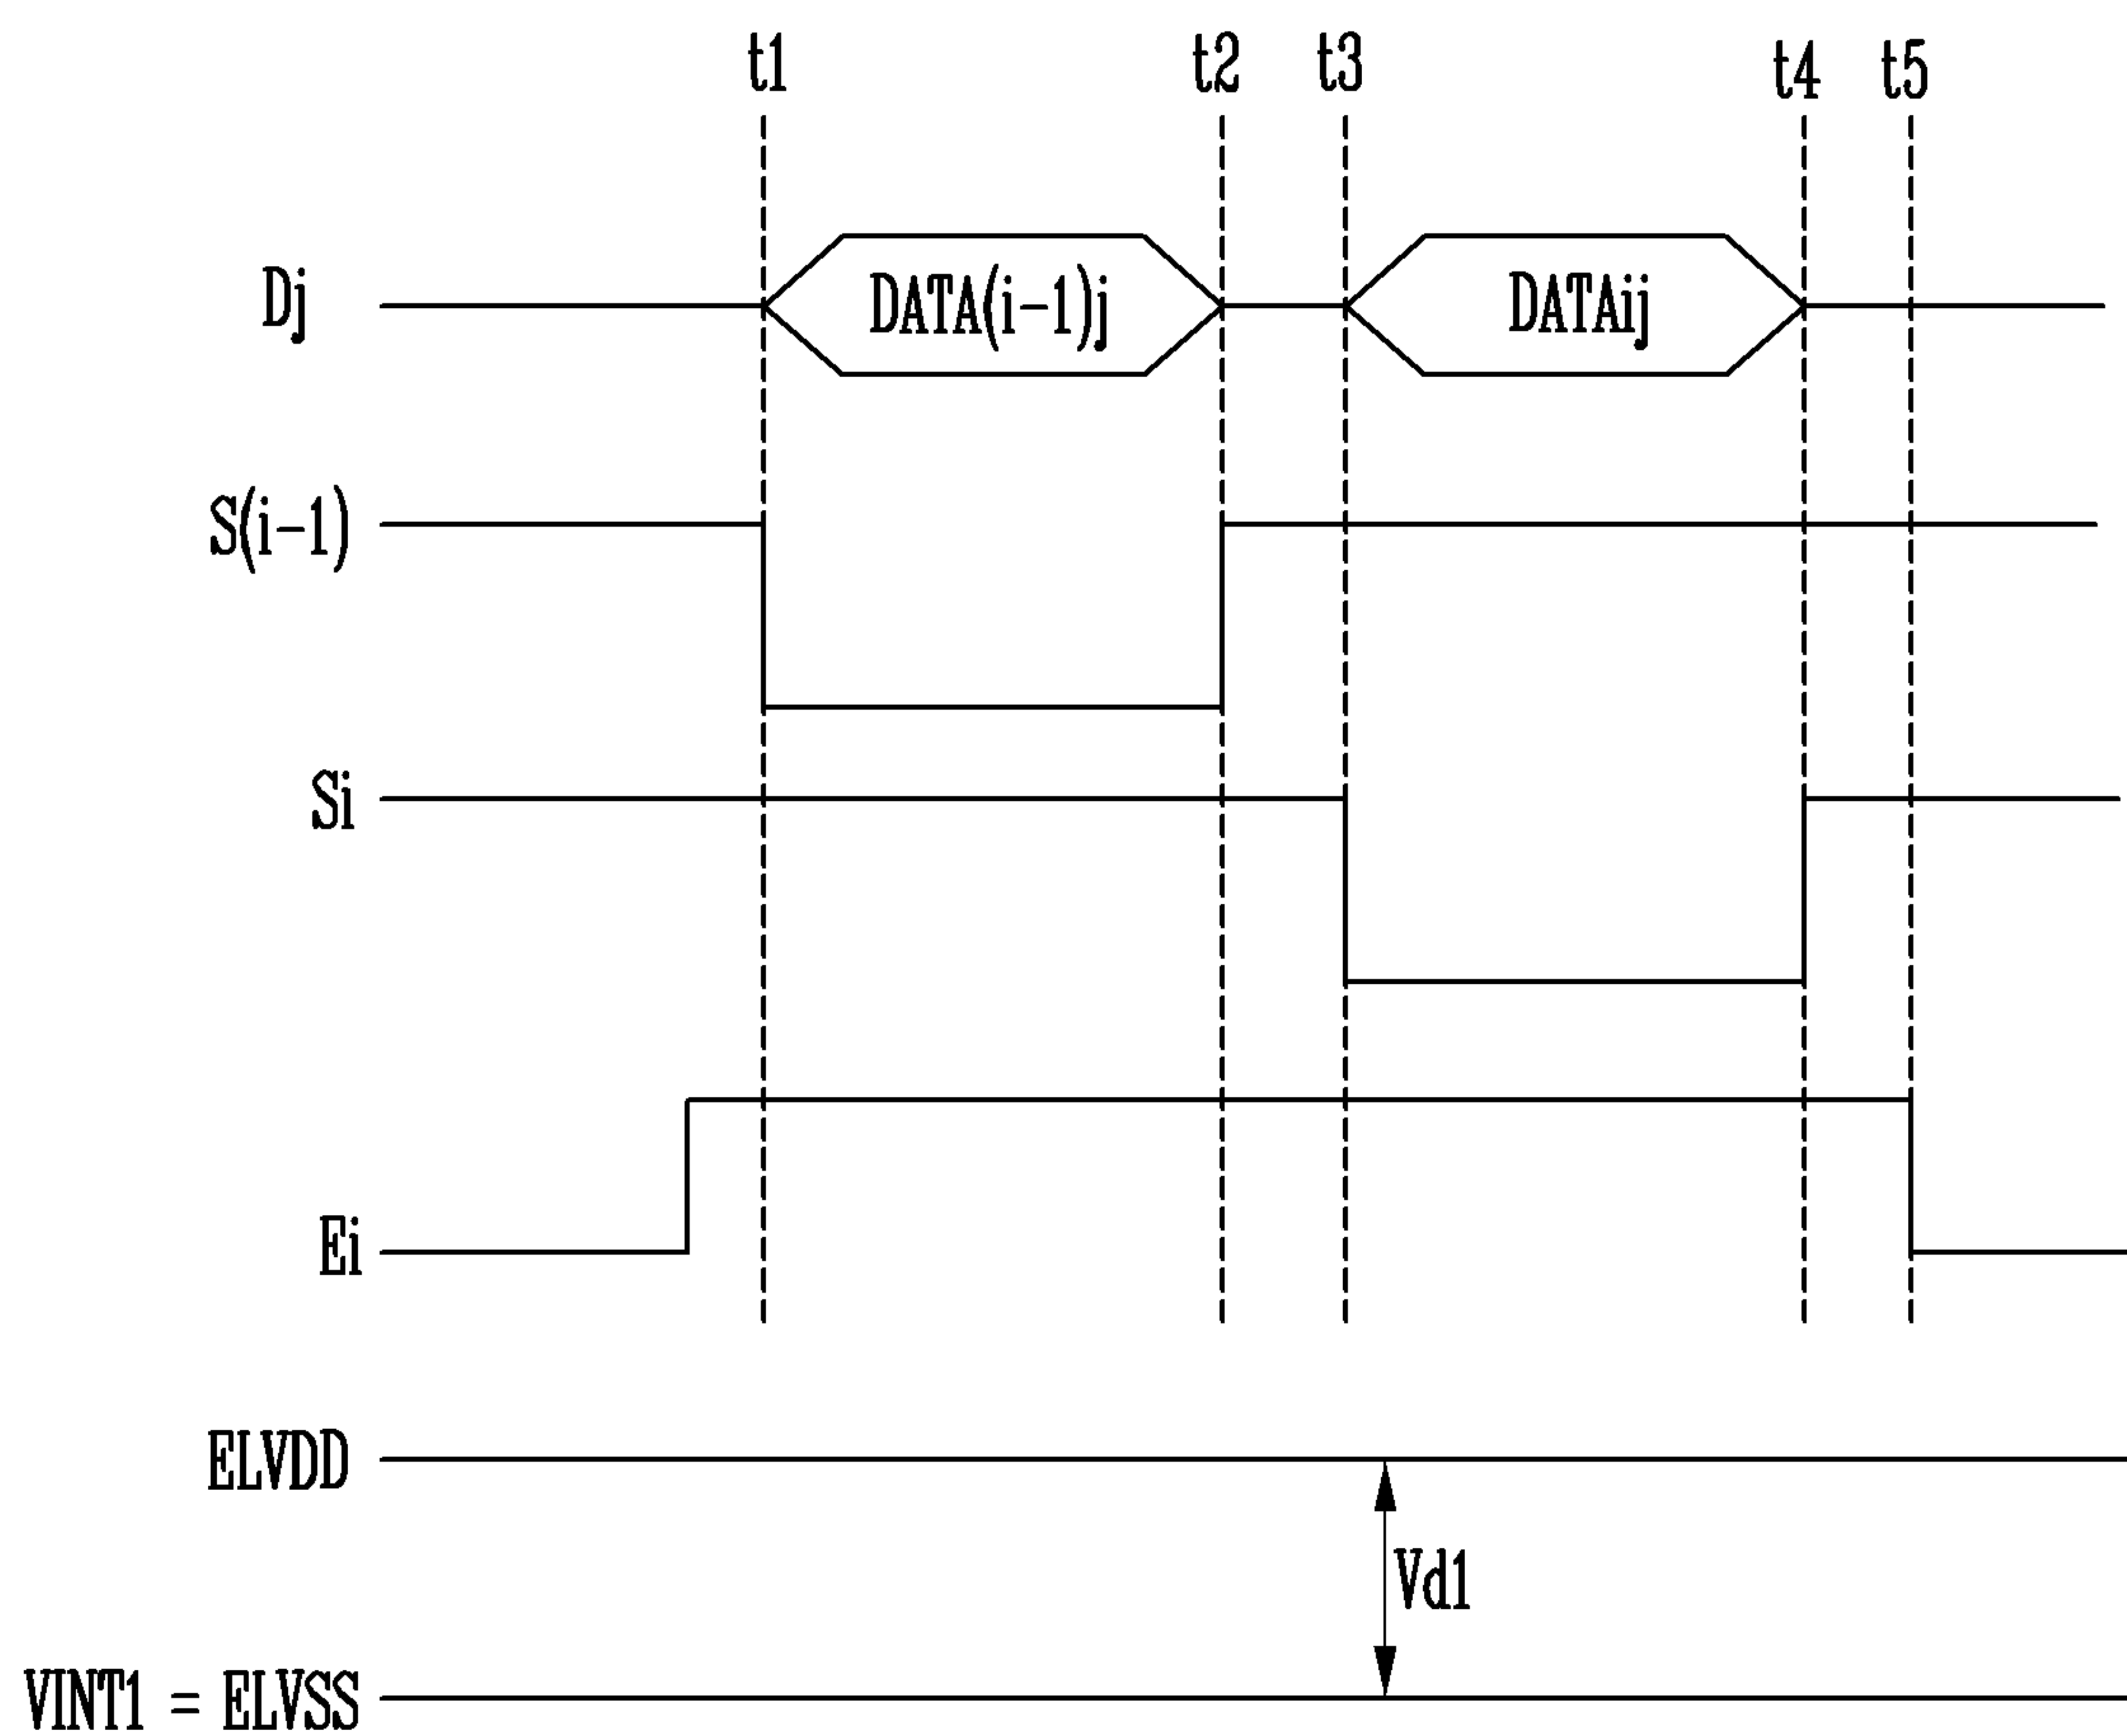 t1 t2 t3 t4 t5
Dj DATA(i-1)j DATAij
S(i-1)
Si
Ei
ELVDD
Vd1
VINT1 = ELVSS